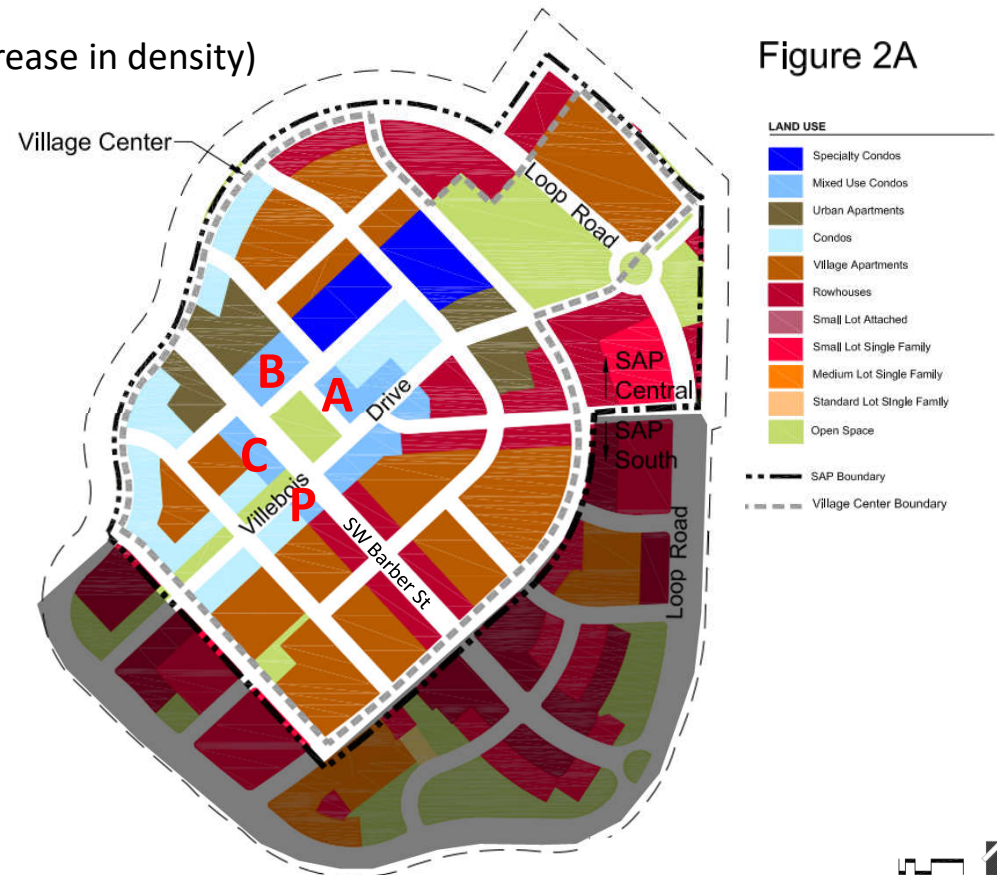 rease in density)
Figure 2A
Village Center
LAND USE
Specialty Condos
Mixed Use Condos
Urban Apartments
Condos
Village Apartments
Rowhouses
Small Lot Attached
Small Lot Single Family
Medium Lot Single Family
Standard Lot Single Family
Open Space
SAP Boundary
Village Center Boundary
Loop Road
B
A
Drive
SAP
Central
SAP
South
C
Villebois
P
SW Barber St
Loop Road